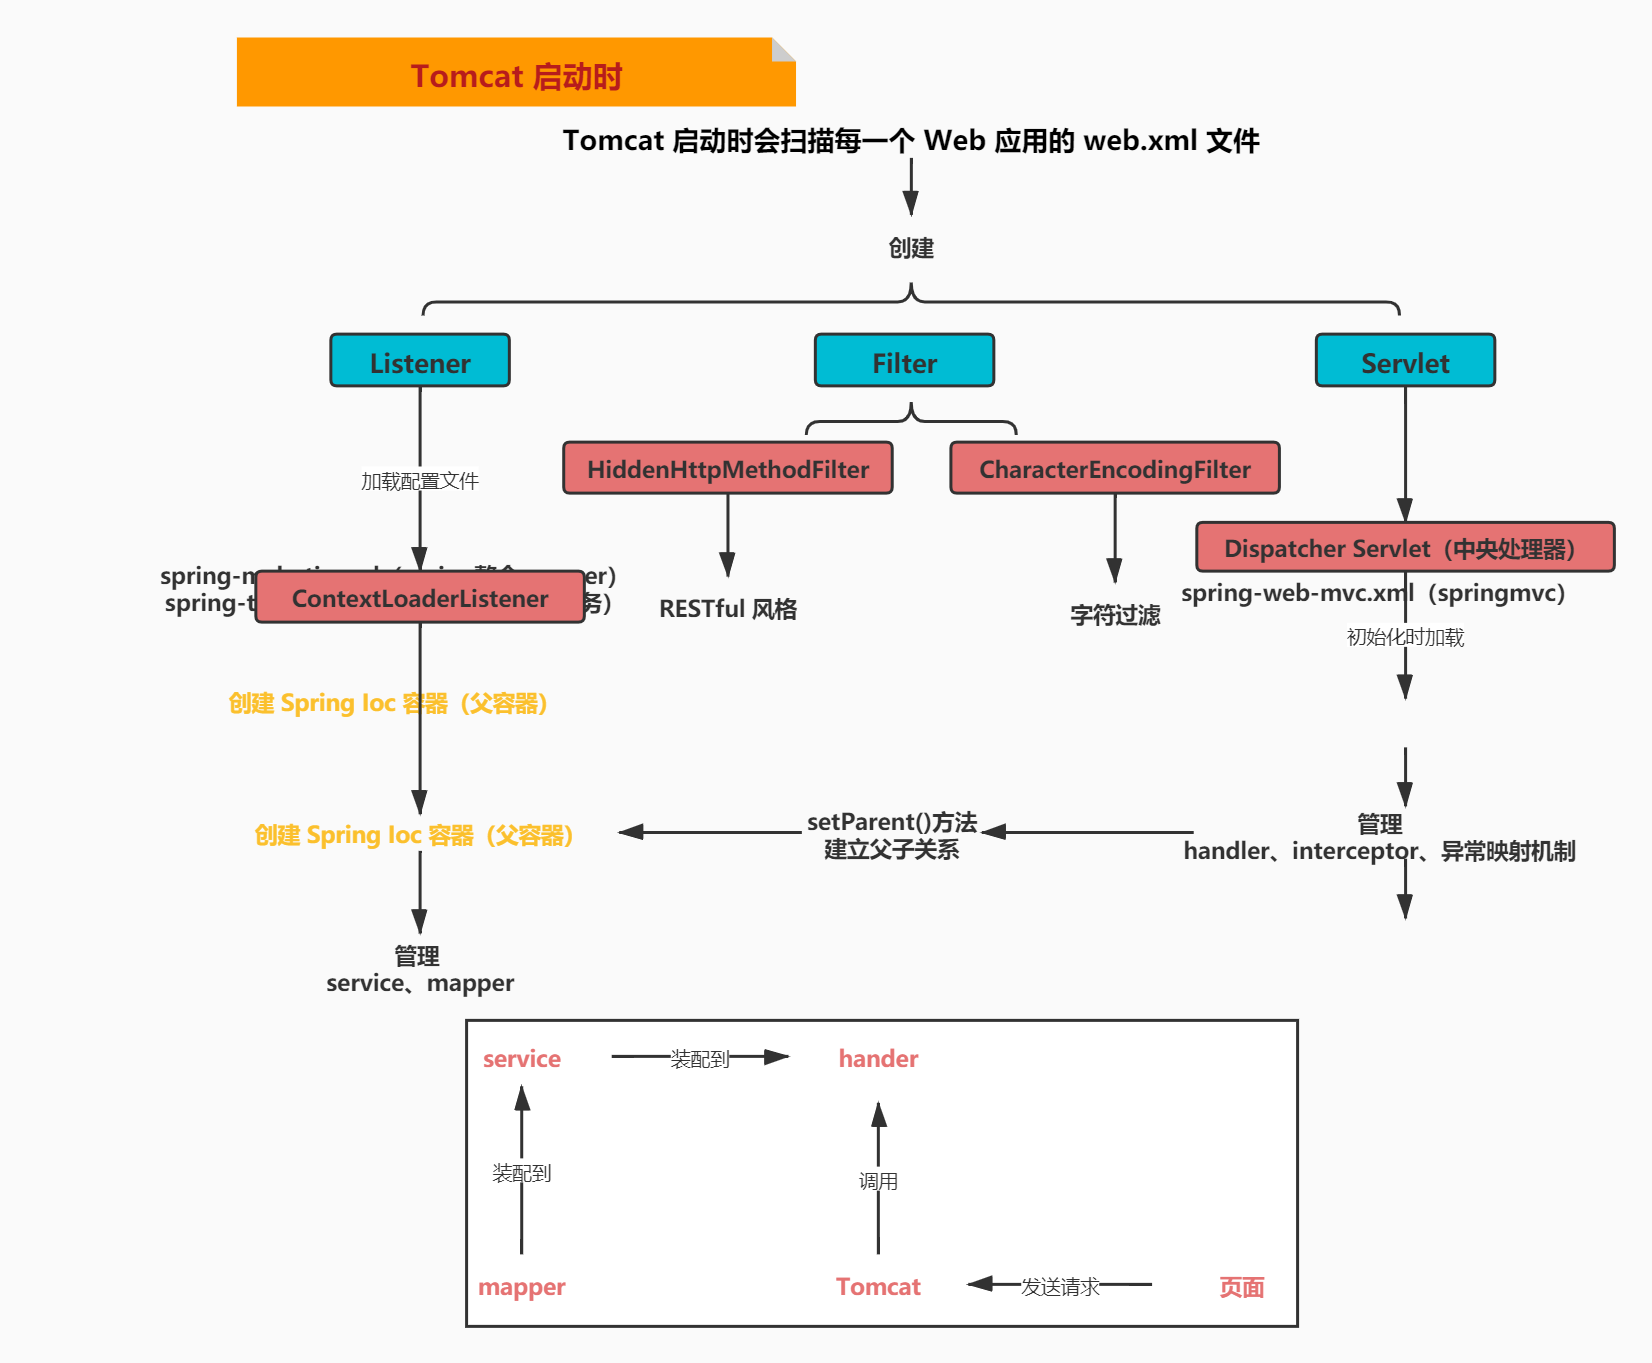 Tomcat 启动时
Tomcat 启动时会扫描每一个 Web 应用的 web.xml 文件
创建
Listener
Filter
Servlet
加载配置文件
HiddenHttpMethodFilter
CharacterEncodingFilter
ContextLoaderListener
RESTful 风格
字符过滤
Dispatcher Servlet（中央处理器）
spring-web-mvc.xml（springmvc）
初始化时加载
创建 Spring Ioc 容器（父容器）
创建 Spring Ioc 容器（父容器）
setParent()方法
建立父子关系
管理
handler、interceptor、异常映射机制
管理
service、mapper
service
装配到
hander
装配到
调用
mapper
Tomcat
发送请求
页面